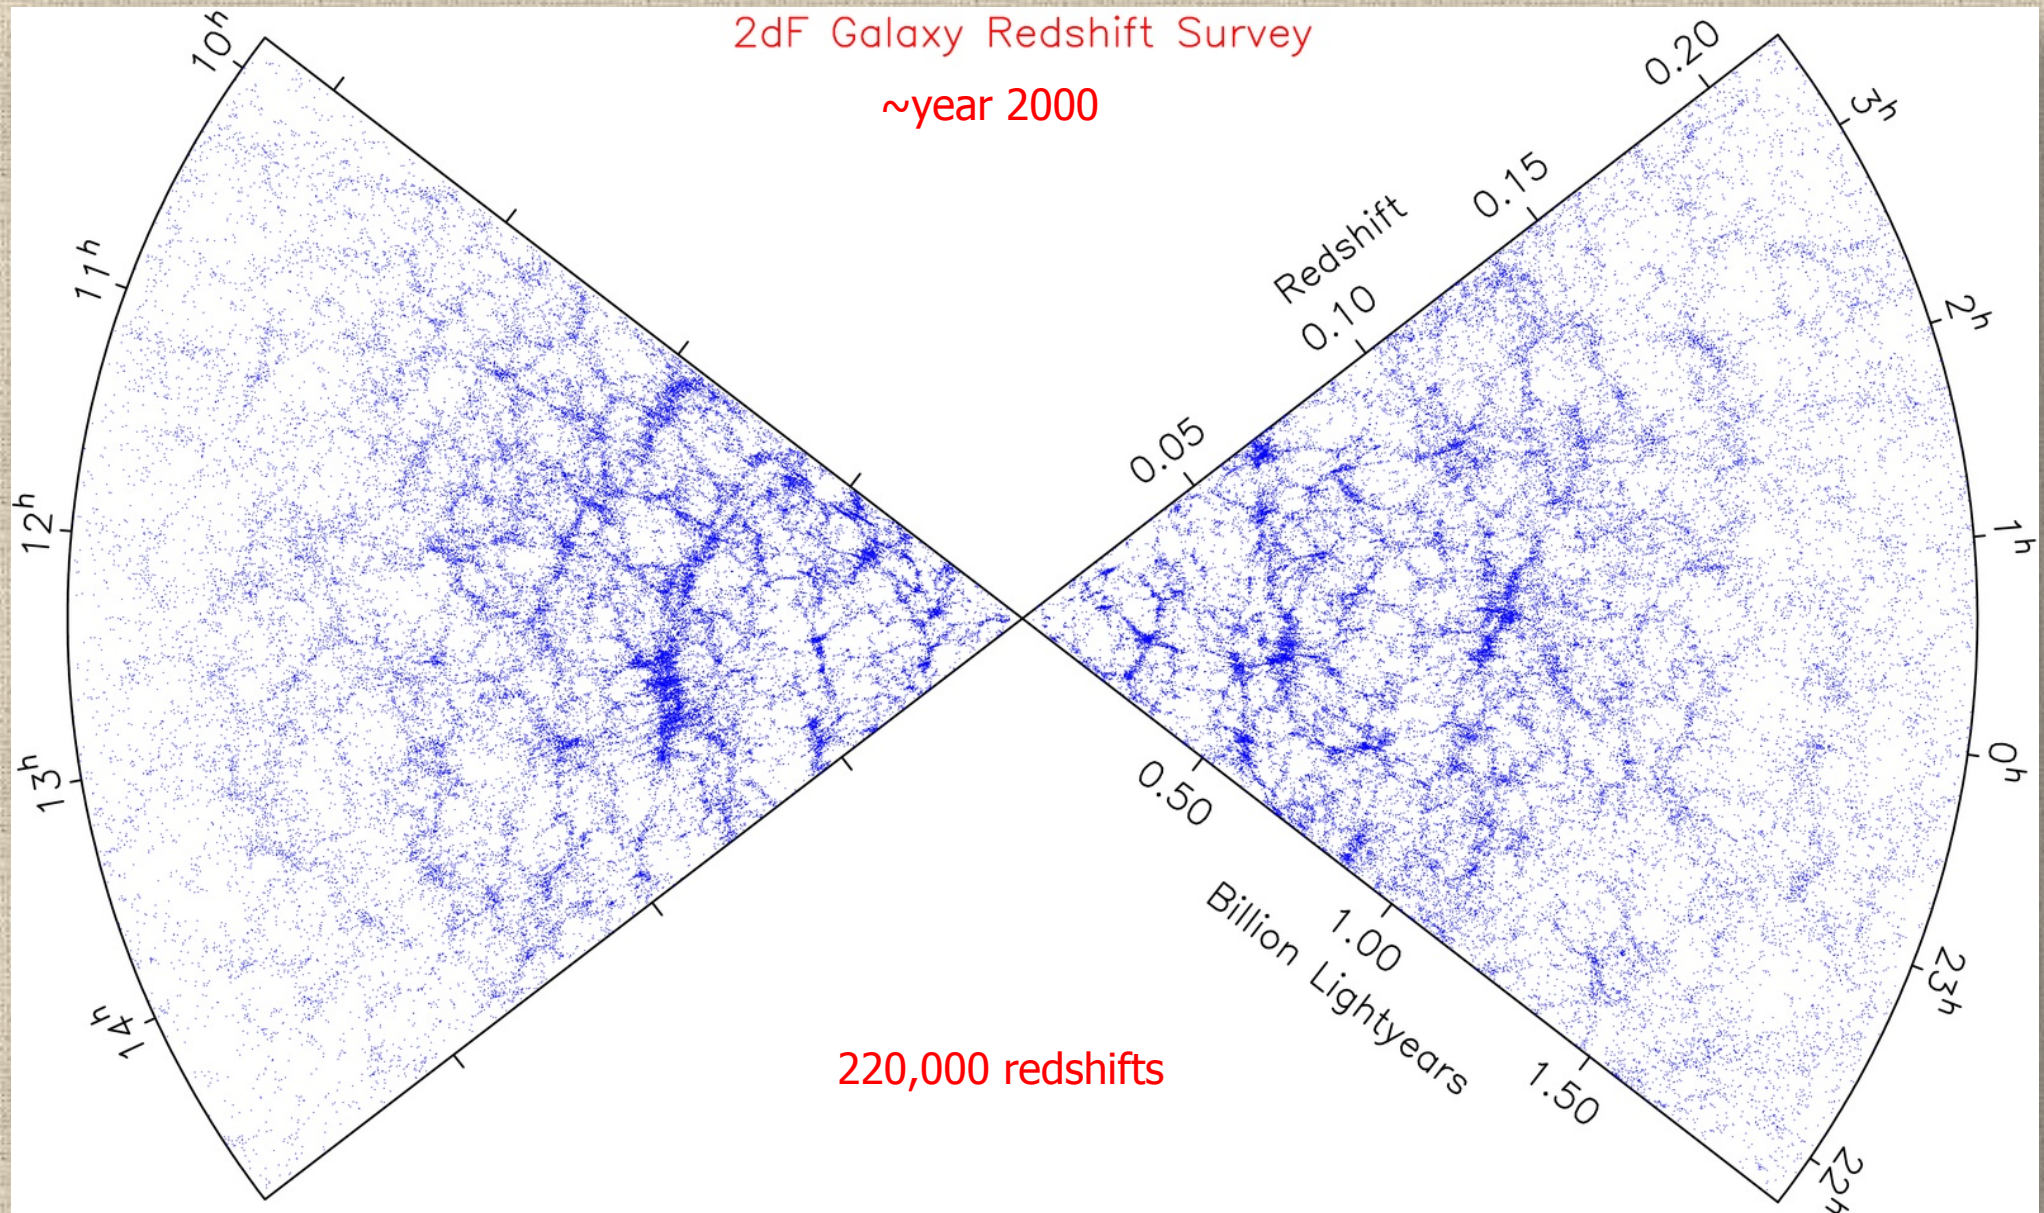 2dF Galaxy Redshift Survey
~year 2000
10h
11h
12h
13h
14h
Redshift
0.05
0.10
0.15
0.20
3h
2h
1h
0h
23h
22h
0.50
1.00
1.50
Billion Lightyears
220,000 redshifts